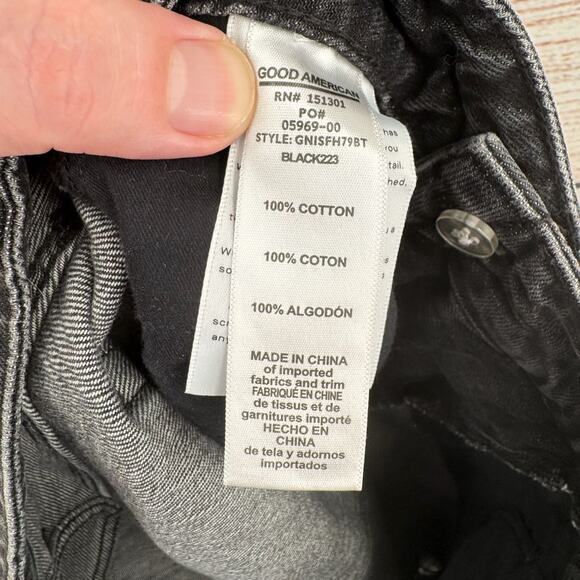 GOOD AMERICAN
RN# 151301
PO#
05969-00
STYLE: GNISFH79BT
BLACK223
100% COTTON
100% COTON
100% ALGODÓN
MADE IN CHINA
of imported
fabrics and trim
FABRIQUÉ EN CHINE
de tissus et de
garnitures importé
HECHO EN
CHINA
de tela y adornos
importados
has
you